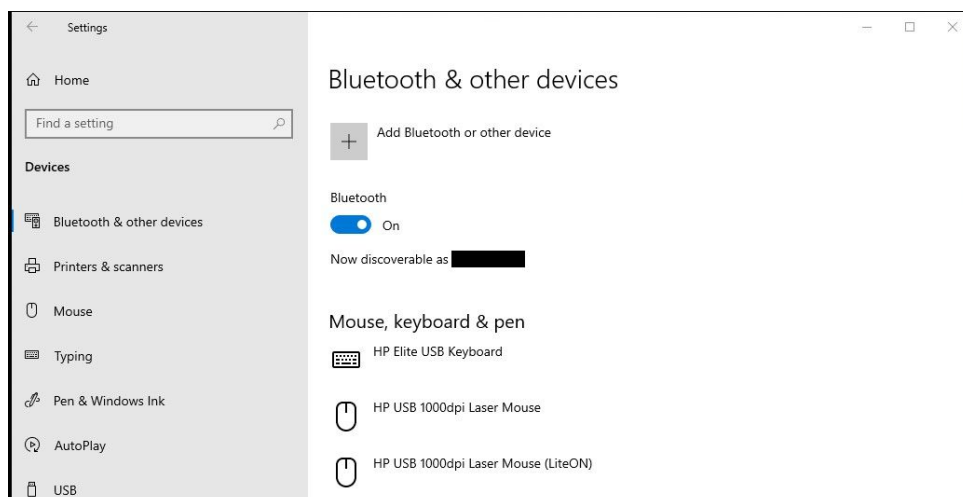 Settings
Home
Find a setting
Devices
Bluetooth & other devices
Printers & scanners
Mouse
Typing
Pen & Windows Ink
AutoPlay
USB
Bluetooth & other devices
Add Bluetooth or other device
Bluetooth
On
Now discoverable as
Mouse, keyboard & pen
HP Elite USB Keyboard
HP USB 1000dpi Laser Mouse
HP USB 1000dpi Laser Mouse (LiteON)